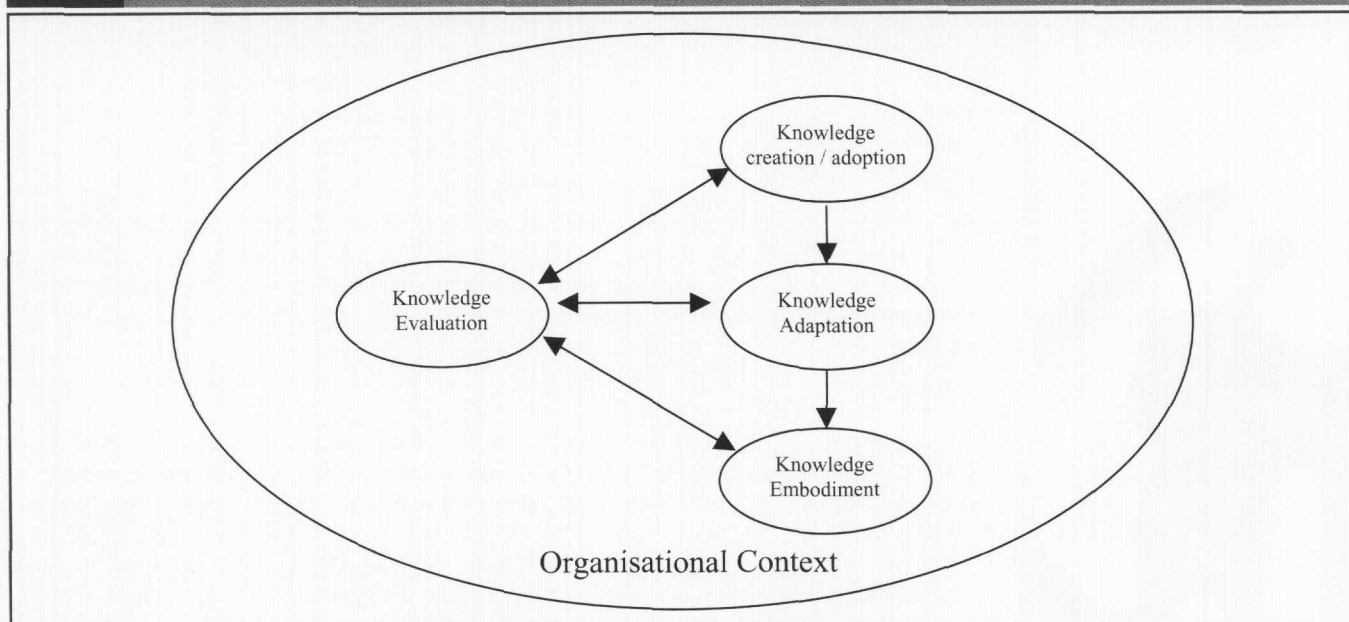 Knowledge
creation / adoption
Knowledge
Evaluation
Knowledge
Adaptation
Knowledge
Embodiment
Organisational Context